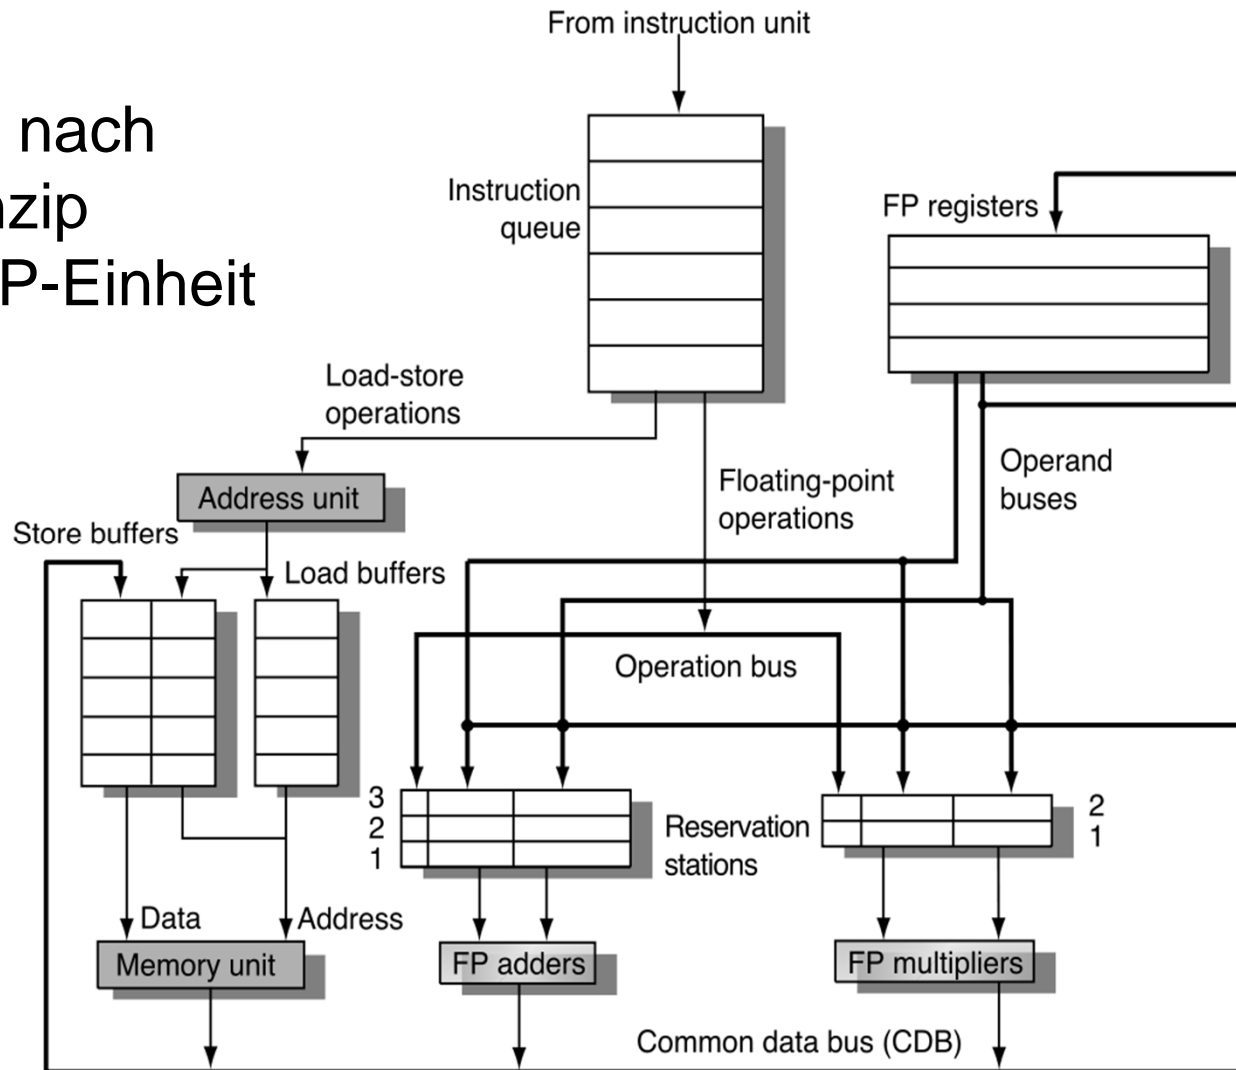 From instruction unit
nach
nzip
P-Einheit
Instruction
queue
FP registers
Load-store
operations
Address unit
Floating-point
operations
Operand
buses
Store buffers
Load buffers
Operation bus
3
2
1
Reservation
stations
2
1
Data
Address
Memory unit
FP adders
FP multipliers
Common data bus (CDB)